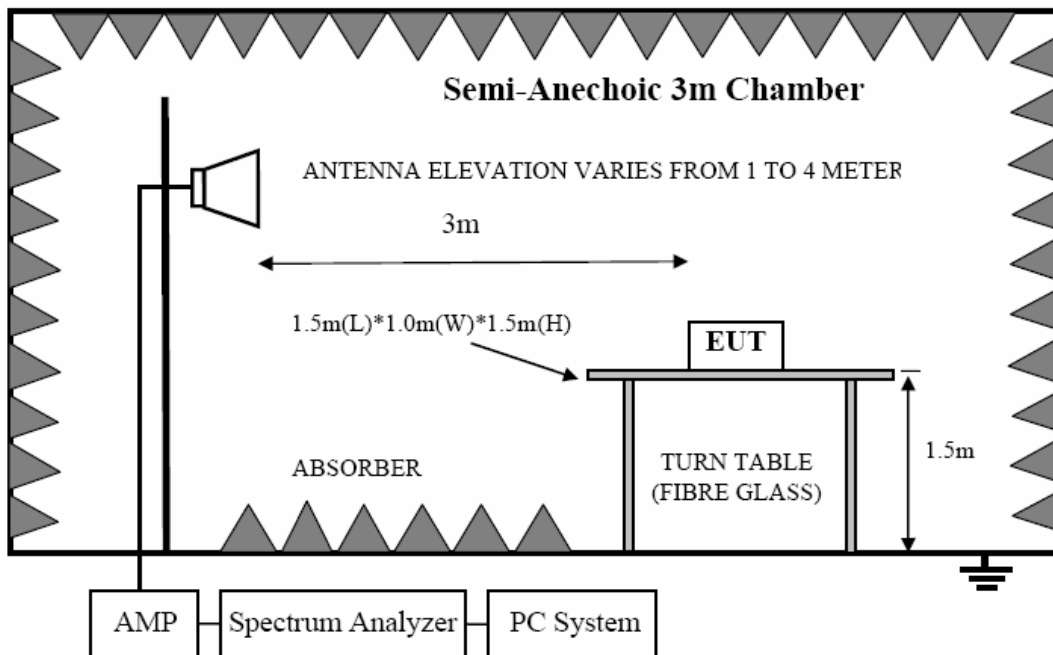 Semi-Anechoic 3m Chamber
ANTENNA ELEVATION VARIES FROM 1 TO 4 METER
3m
1.5m(L)*1.0m(W)*1.5m(H)
EUT
1.5m
ABSORBER
TURN TABLE
(FIBRE GLASS)
AMP
Spectrum Analyzer
PC System